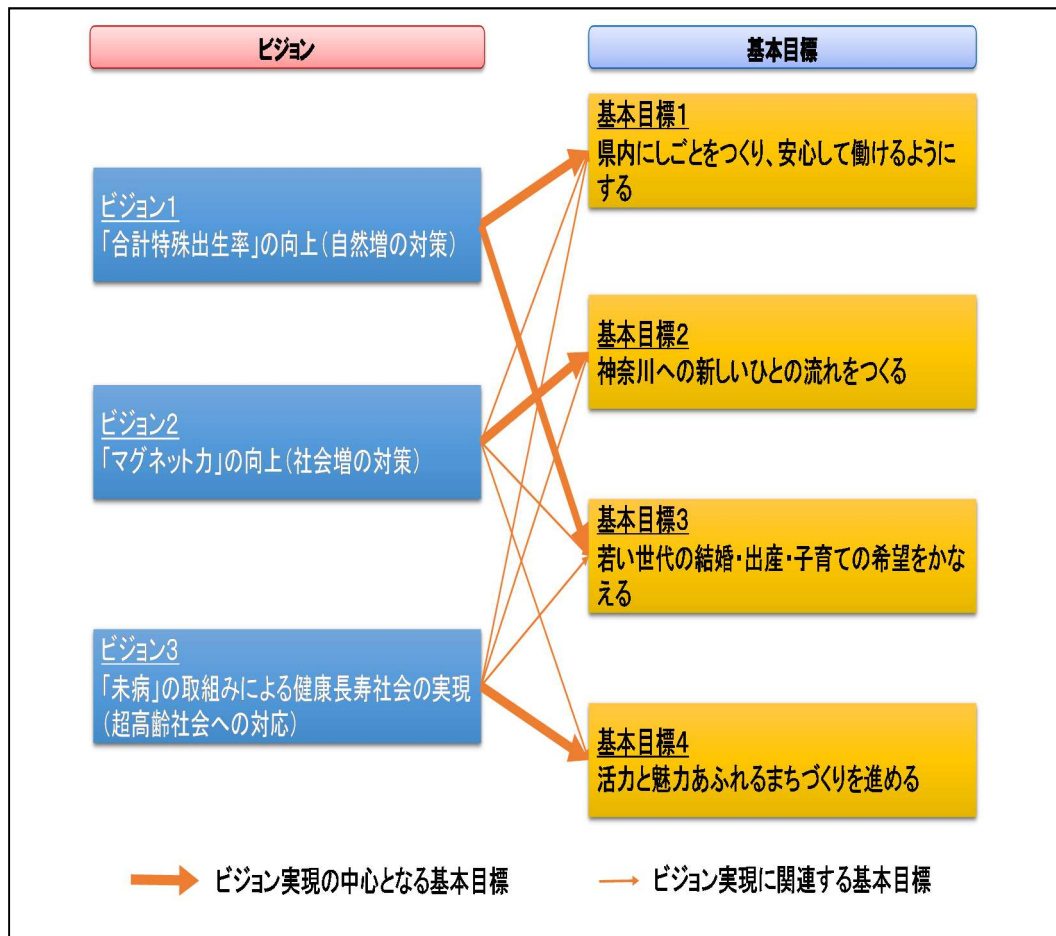 ビジョン
基本目標
ビジョン1
「合計特殊出生率」の向上(自然増の対策)
ビジョン2
「マグネット力」の向上(社会増の対策)
ビジョン3
「未病」の取組みによる健康長寿社会の実現
(超高齢社会への対応)
基本目標1
県内にしごとをつくり、安心して働けるように
する
基本目標2
神奈川への新しいひとの流れをつくる
基本目標3
若い世代の結婚・出産・子育ての希望をかな
える
基本目標4
活力と魅力あふれるまちづくりを進める
ビジョン実現の中心となる基本目標
ビジョン実現に関連する基本目標